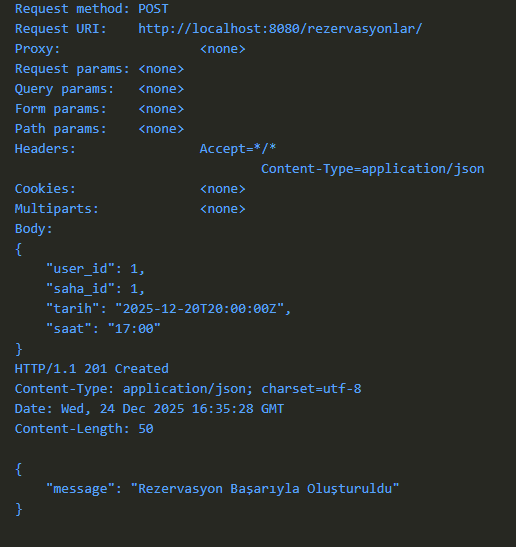 Request method: POST
Request URI: http://localhost:8080/rezervasyonlar/
Proxy: <none>
Request params: <none>
Query params: <none>
Form params: <none>
Path params: <none>
Headers: Accept=*/*
Content-Type=application/json
Cookies: <none>
Multiparts: <none>
Body:
{
    "user_id": 1,
    "saha_id": 1,
    "tarih": "2025-12-20T20:00:00Z",
    "saat": "17:00"
}
HTTP/1.1 201 Created
Content-Type: application/json; charset=utf-8
Date: Wed, 24 Dec 2025 16:35:28 GMT
Content-Length: 50

{
    "message": "Rezervasyon Başarıyla Oluşturuldu"
}